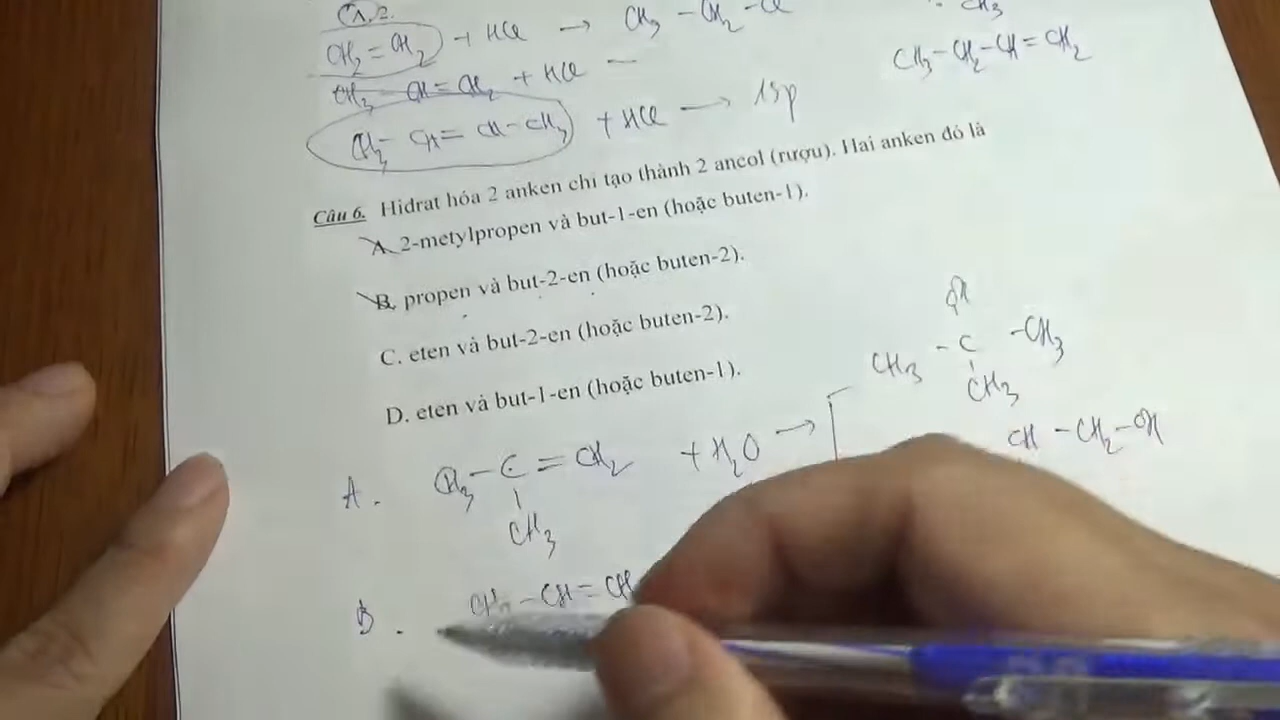 1,2.
CH3
CH2=CH2 + HCl → CH3 - CH2 - Cl
CH3-CH2-CH=CH2
CH3 - CH=CH2 + HCl -
CH3- CH= CH-CH3 + HCl → 1sp
Câu 6. Hidrat hóa 2 anken chỉ tạo thành 2 ancol (rượu). Hai anken đó là
A. 2-metylpropen và but-1-en (hoặc buten-1).
B. propen và but-2-en (hoặc buten-2).
C. eten và but-2-en (hoặc buten-2).
D. eten và but-1-en (hoặc buten-1).
OH
CH3 - C -CH3
CH3
A. CH3-C=CH2 + H2O →
CH -CH2-OH
CH3
B. CH3-CH=CH